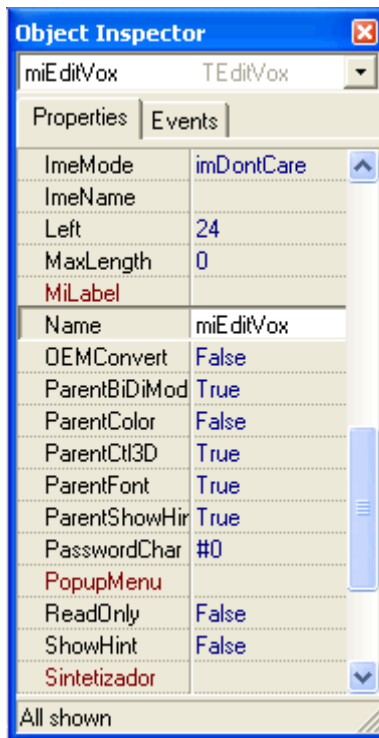 Object Inspector
miEditVox TEditVox
Properties Events
ImeMode imDontCare
ImeName
Left 24
MaxLength 0
MiLabel
Name miEditVox
OEMConvert False
ParentBiDiMod True
ParentColor False
ParentCtl3D True
ParentFont True
ParentShowHir True
PasswordChar #0
PopupMenu
ReadOnly False
ShowHint False
Sintetizador
All shown